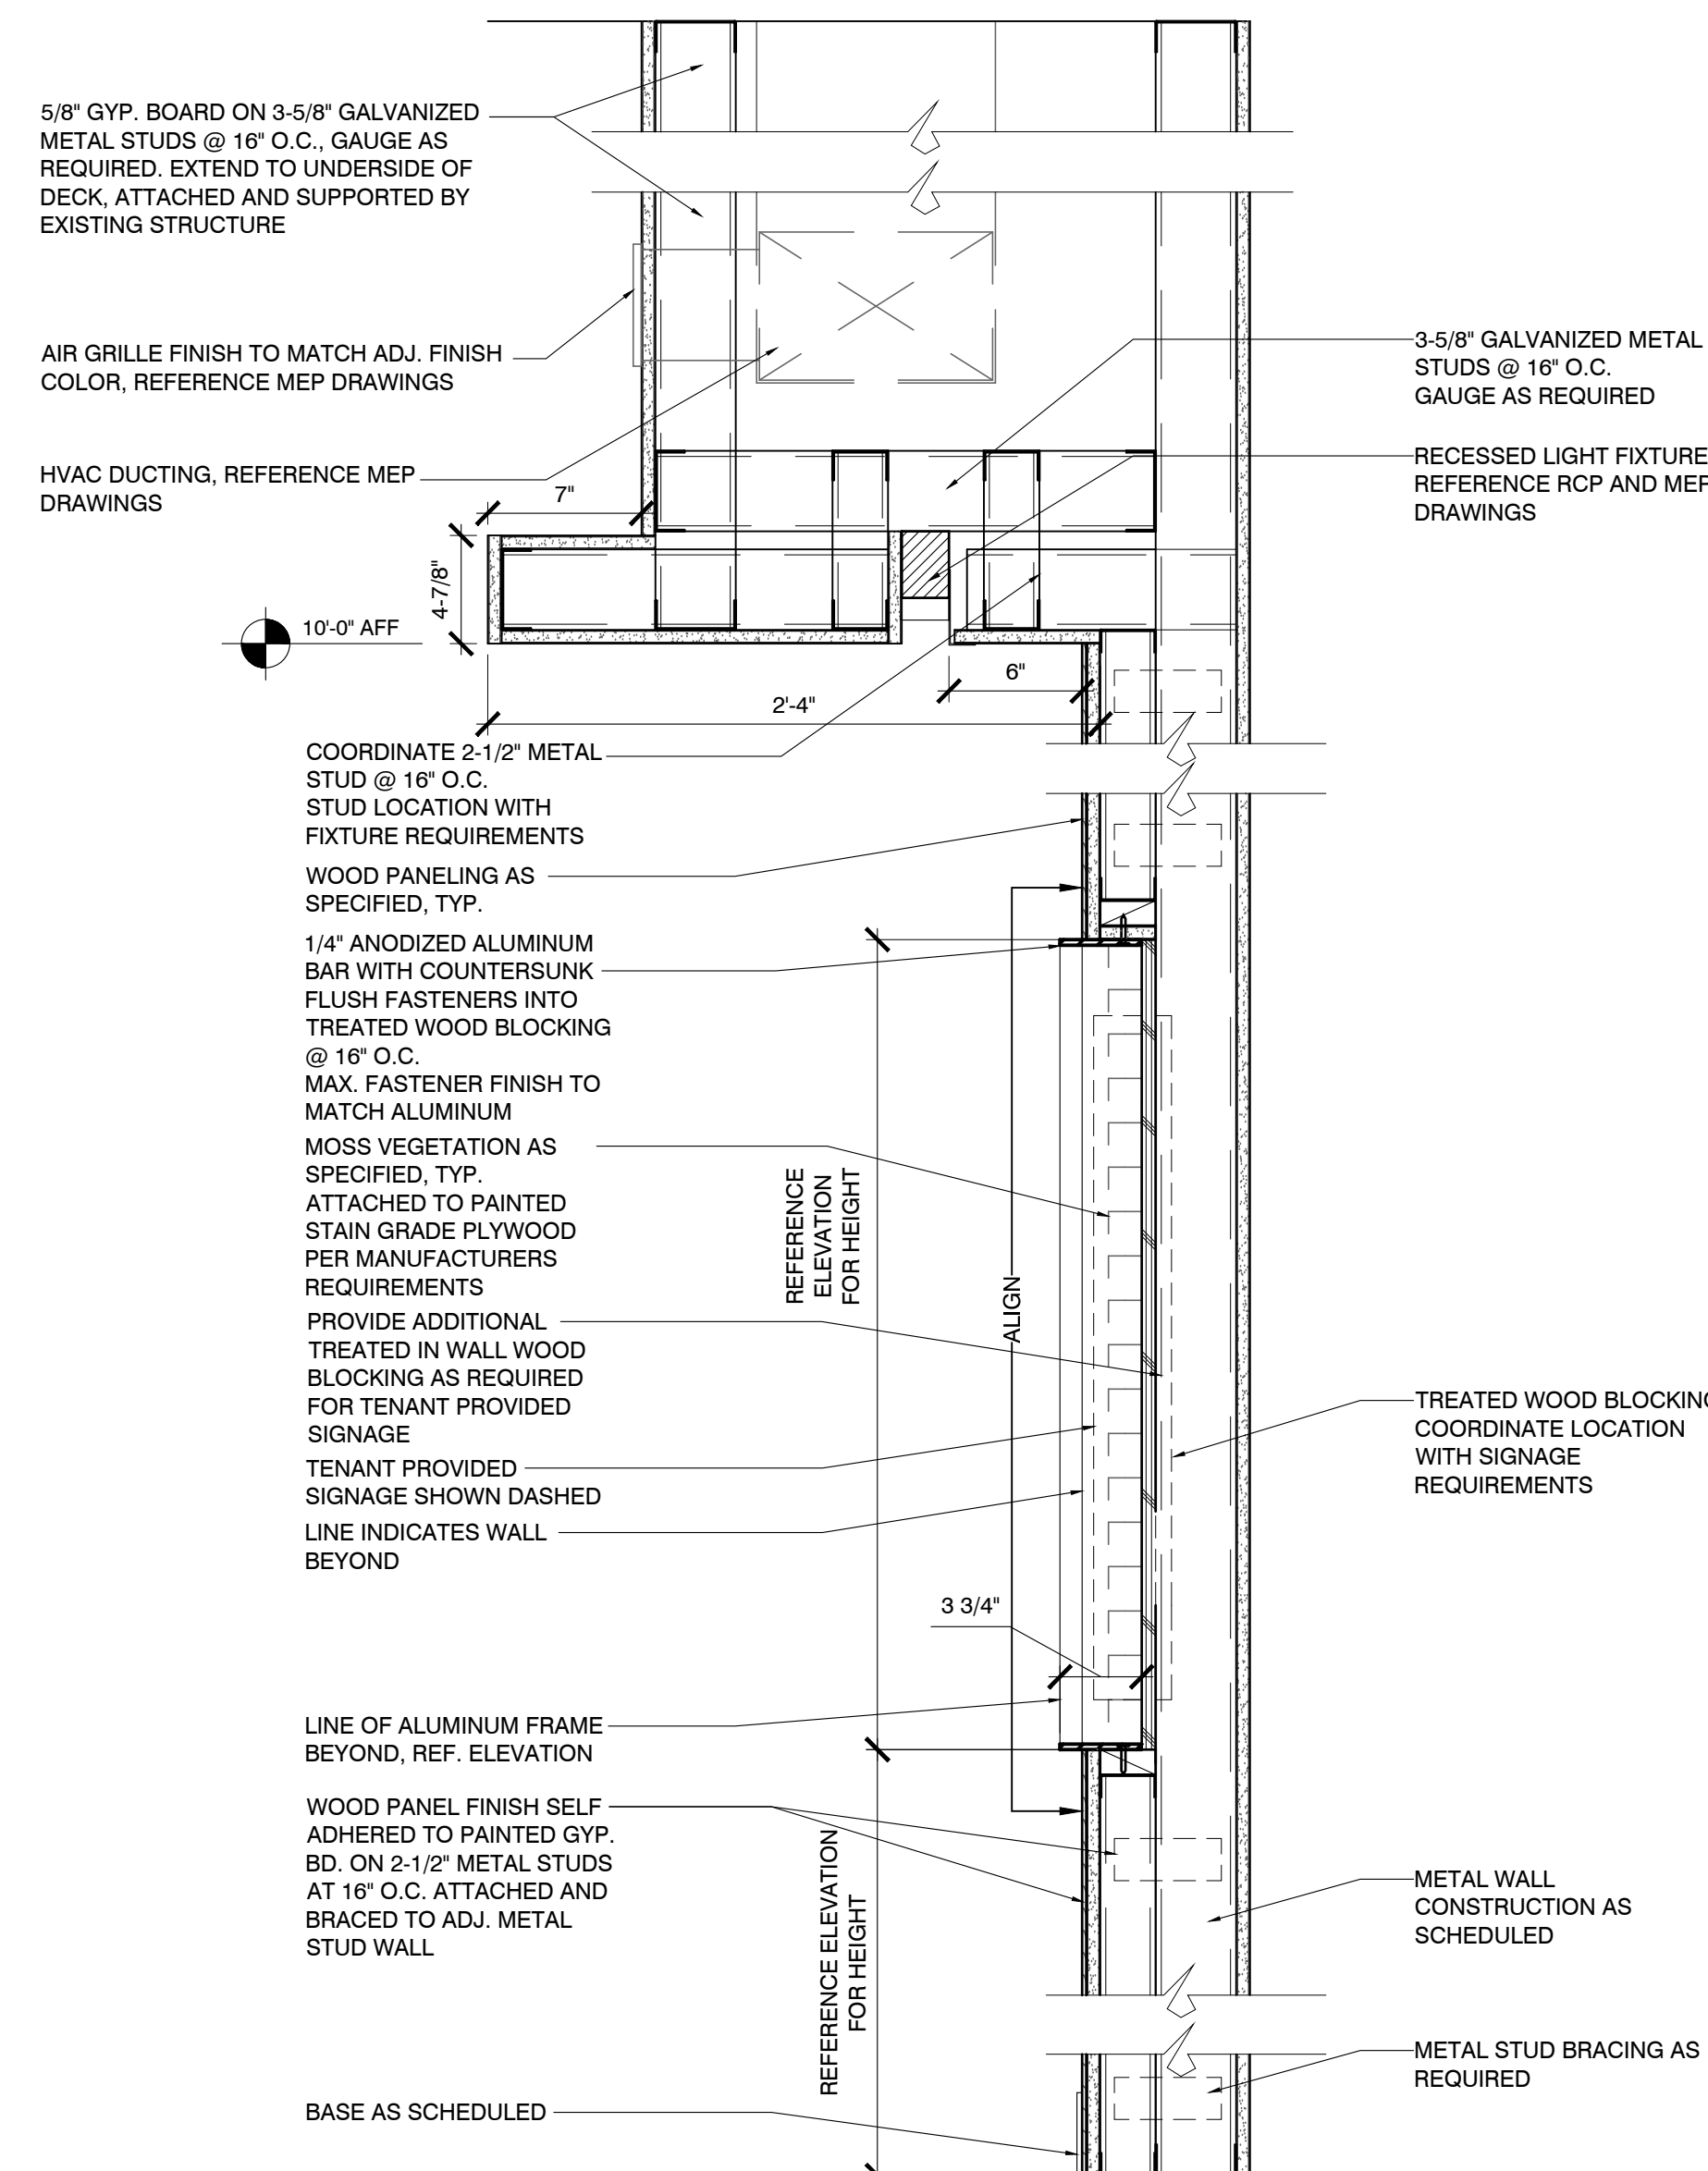 5/8" GYP. BOARD ON 3-5/8" GALVANIZED
METAL STUDS @ 16" O.C., GAUGE AS
REQUIRED. EXTEND TO UNDERSIDE OF
DECK, ATTACHED AND SUPPORTED BY
EXISTING STRUCTURE
AIR GRILLE FINISH TO MATCH ADJ. FINISH
COLOR, REFERENCE MEP DRAWINGS
HVAC DUCTING, REFERENCE MEP
DRAWINGS
3-5/8" GALVANIZED METAL
STUDS @ 16" O.C.
GAUGE AS REQUIRED
RECESSED LIGHT FIXTURE
REFERENCE RCP AND MEP
DRAWINGS
7"
4-7/8"
10'-0" AFF
6"
2'-4"
COORDINATE 2-1/2" METAL
STUD @ 16" O.C.
STUD LOCATION WITH
FIXTURE REQUIREMENTS
WOOD PANELING AS
SPECIFIED, TYP.
1/4" ANODIZED ALUMINUM
BAR WITH COUNTERSUNK
FLUSH FASTENERS INTO
TREATED WOOD BLOCKING
@ 16" O.C.
MAX. FASTENER FINISH TO
MATCH ALUMINUM
MOSS VEGETATION AS
SPECIFIED, TYP.
ATTACHED TO PAINTED
STAIN GRADE PLYWOOD
PER MANUFACTURERS
REQUIREMENTS
PROVIDE ADDITIONAL
TREATED IN WALL WOOD
BLOCKING AS REQUIRED
FOR TENANT PROVIDED
SIGNAGE
TENANT PROVIDED
SIGNAGE SHOWN DASHED
LINE INDICATES WALL
BEYOND
REFERENCE
ELEVATION
FOR HEIGHT
ALIGN
3 3/4"
TREATED WOOD BLOCKING
COORDINATE LOCATION
WITH SIGNAGE
REQUIREMENTS
LINE OF ALUMINUM FRAME
BEYOND, REF. ELEVATION
WOOD PANEL FINISH SELF
ADHERED TO PAINTED GYP.
BD. ON 2-1/2" METAL STUDS
AT 16" O.C. ATTACHED AND
BRACED TO ADJ. METAL
STUD WALL
REFERENCE ELEVATION
FOR HEIGHT
METAL WALL
CONSTRUCTION AS
SCHEDULED
METAL STUD BRACING AS
REQUIRED
BASE AS SCHEDULED